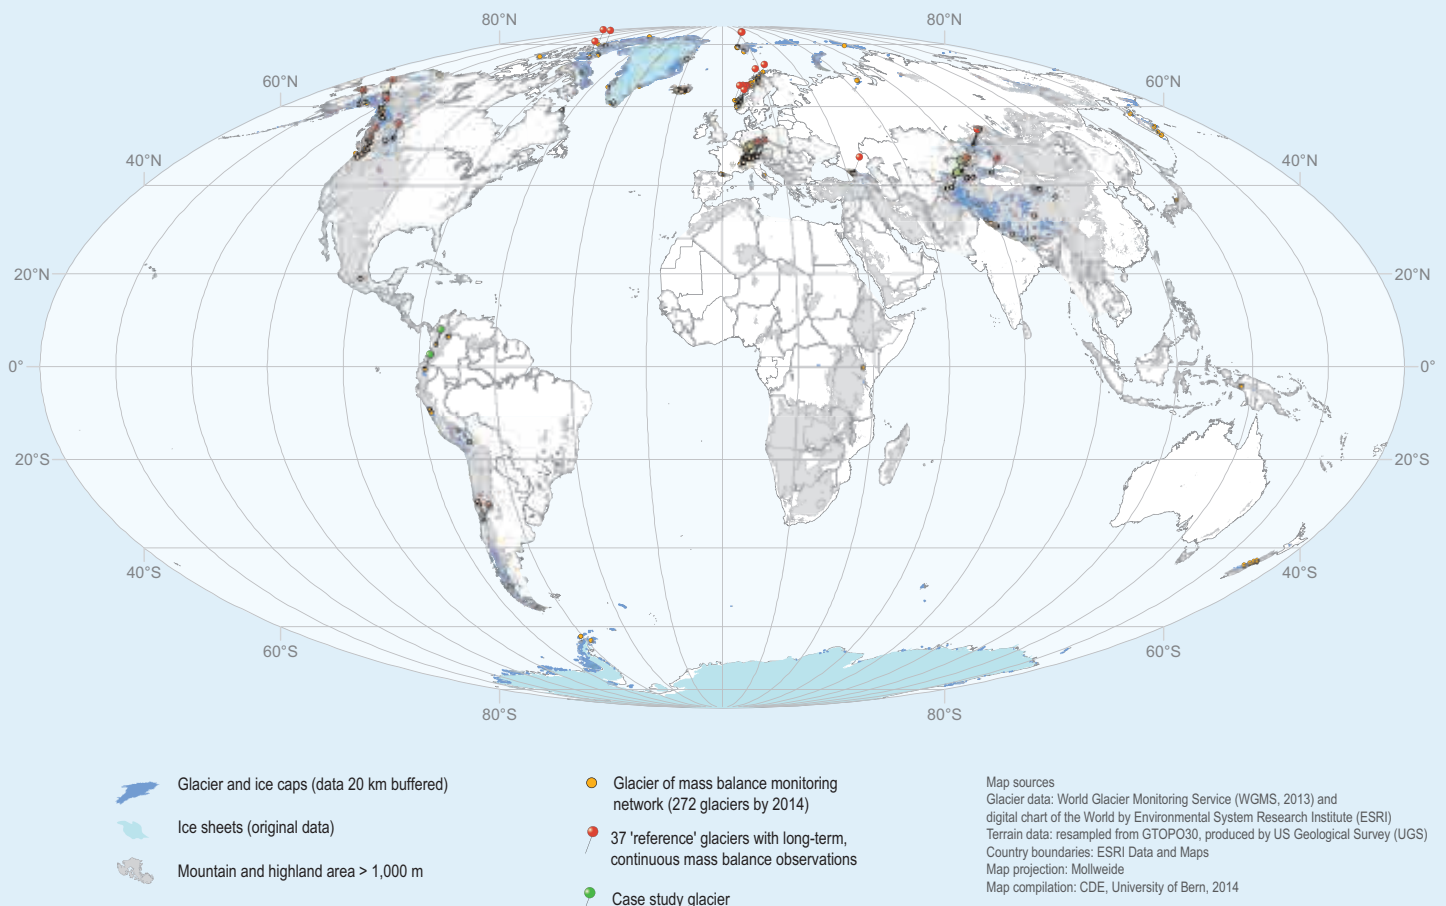 80°N
80°N
60°N
60°N
40°N
40°N
20°N
20°N
0°
0°
20°S
20°S
40°S
40°S
60°S
60°S
80°S
80°S
Glacier and ice caps (data 20 km buffered)
Ice sheets (original data)
Mountain and highland area > 1,000 m
Glacier of mass balance monitoring
network (272 glaciers by 2014)
37 'reference' glaciers with long-term,
continuous mass balance observations
Case study glacier
Map sources
Glacier data: World Glacier Monitoring Service (WGMS, 2013) and
digital chart of the World by Environmental System Research Institute (ESRI)
Terrain data: resampled from GTOPO30, produced by US Geological Survey (UGS)
Country boundaries: ESRI Data and Maps
Map projection: Mollweide
Map compilation: CDE, University of Bern, 2014